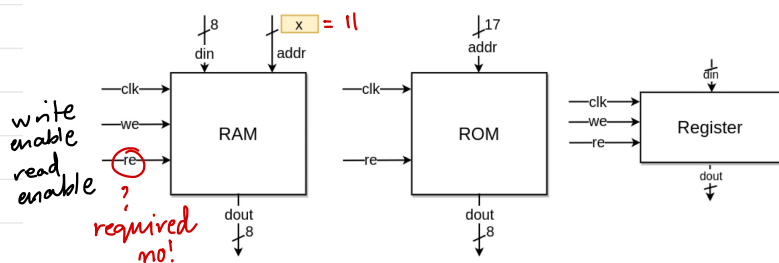 8
x = 11
17
din
addr
addr
din
clk
clk
clk
we
we
write
enable
RAM
ROM
Register
re
re
re
read
enable
?
required
no!
dout
dout
dout
8
8